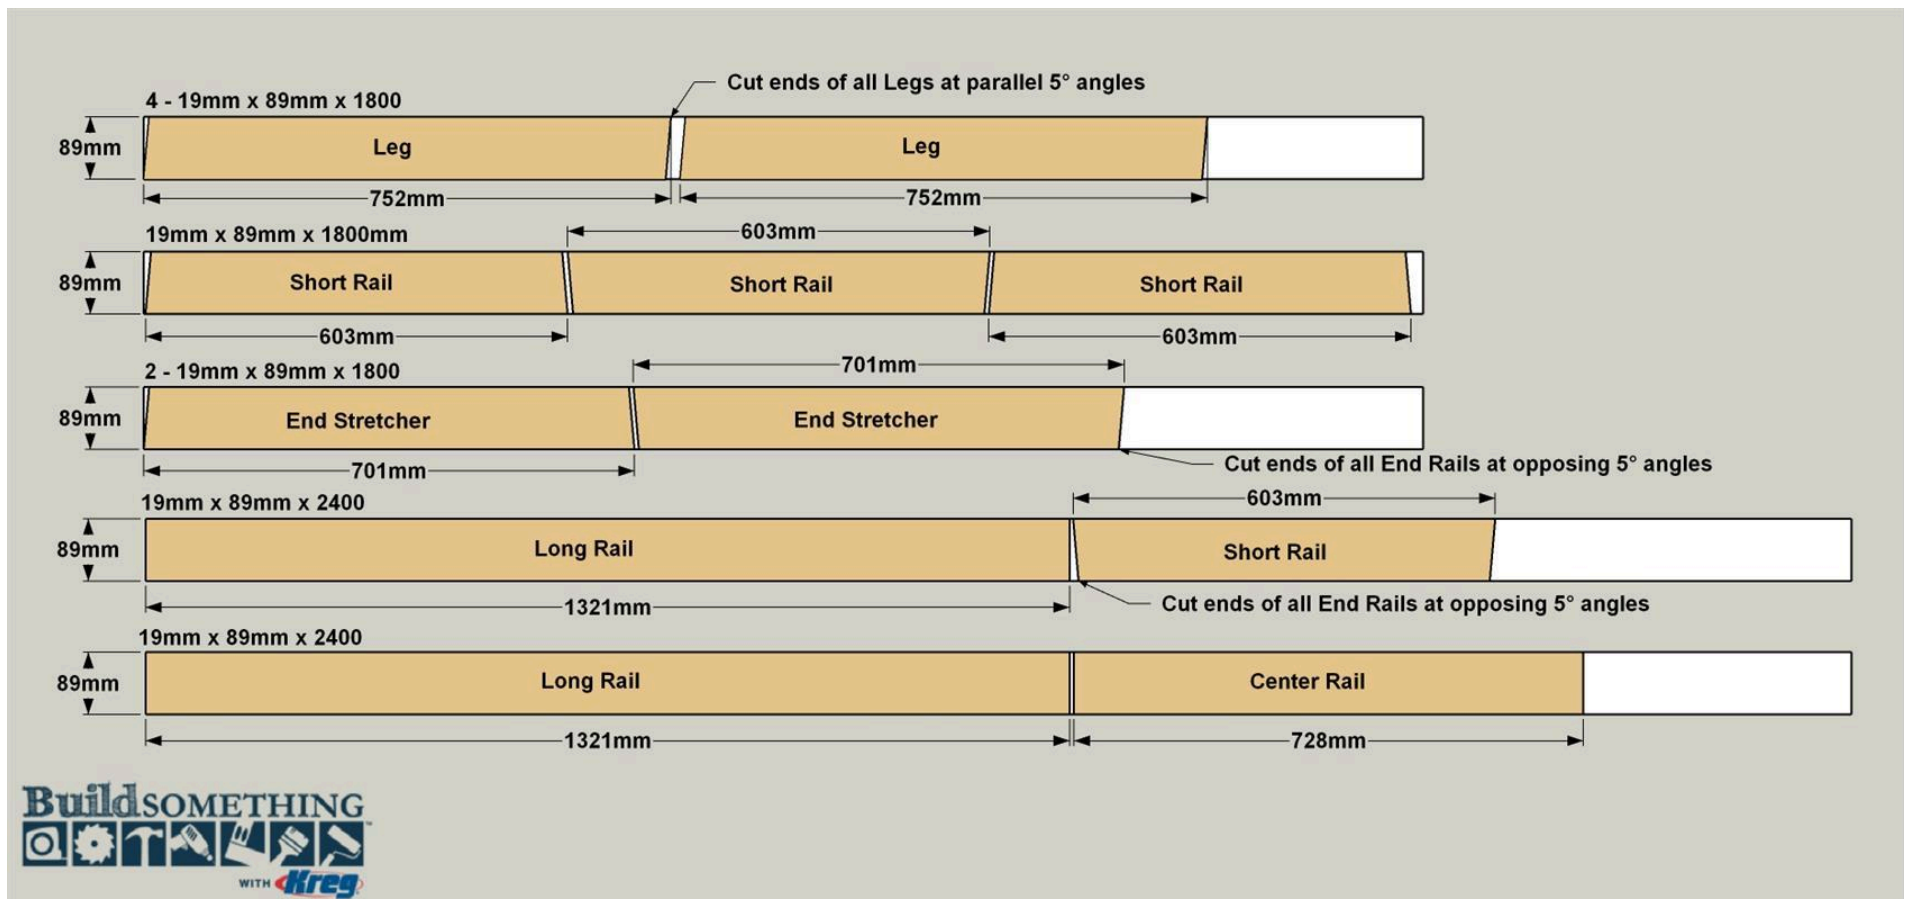 Cut ends of all Legs at parallel 5° angles
4 - 19mm x 89mm x 1800
89mm
Leg
Leg
752mm
752mm
19mm x 89mm x 1800mm
603mm
89mm
Short Rail
Short Rail
Short Rail
603mm
603mm
2 - 19mm x 89mm x 1800
701mm
89mm
End Stretcher
End Stretcher
701mm
Cut ends of all End Rails at opposing 5° angles
19mm x 89mm x 2400
603mm
89mm
Long Rail
Short Rail
1321mm
Cut ends of all End Rails at opposing 5° angles
19mm x 89mm x 2400
89mm
Long Rail
Center Rail
1321mm
728mm
BuildSOMETHING™
WITH Kreg